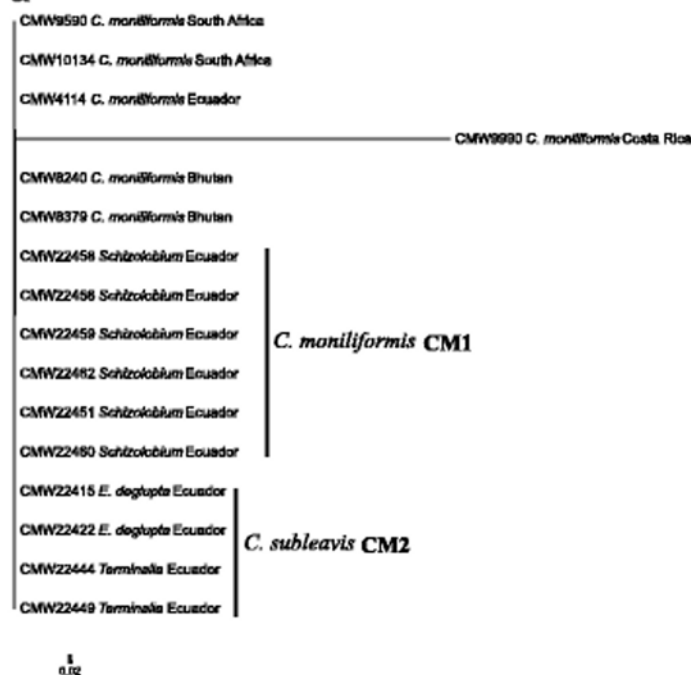 CMW9590 C. moniliformis South Africa
CMW10134 C. moniliformis South Africa
CMW4114 C. moniliformis Ecuador
CMW9990 C. moniliformis Costa Rica
CMW8240 C. moniliformis Bhutan
CMW8379 C. moniliformis Bhutan
CMW22458 Schizolobium Ecuador
CMW22456 Schizolobium Ecuador
CMW22459 Schizolobium Ecuador
C. moniliformis CM1
CMW22462 Schizolobium Ecuador
CMW22451 Schizolobium Ecuador
CMW22460 Schizolobium Ecuador
CMW22415 E. deglupta Ecuador
CMW22422 E. deglupta Ecuador
C. subleavis CM2
CMW22444 Terminalia Ecuador
CMW22449 Terminalia Ecuador
0.02